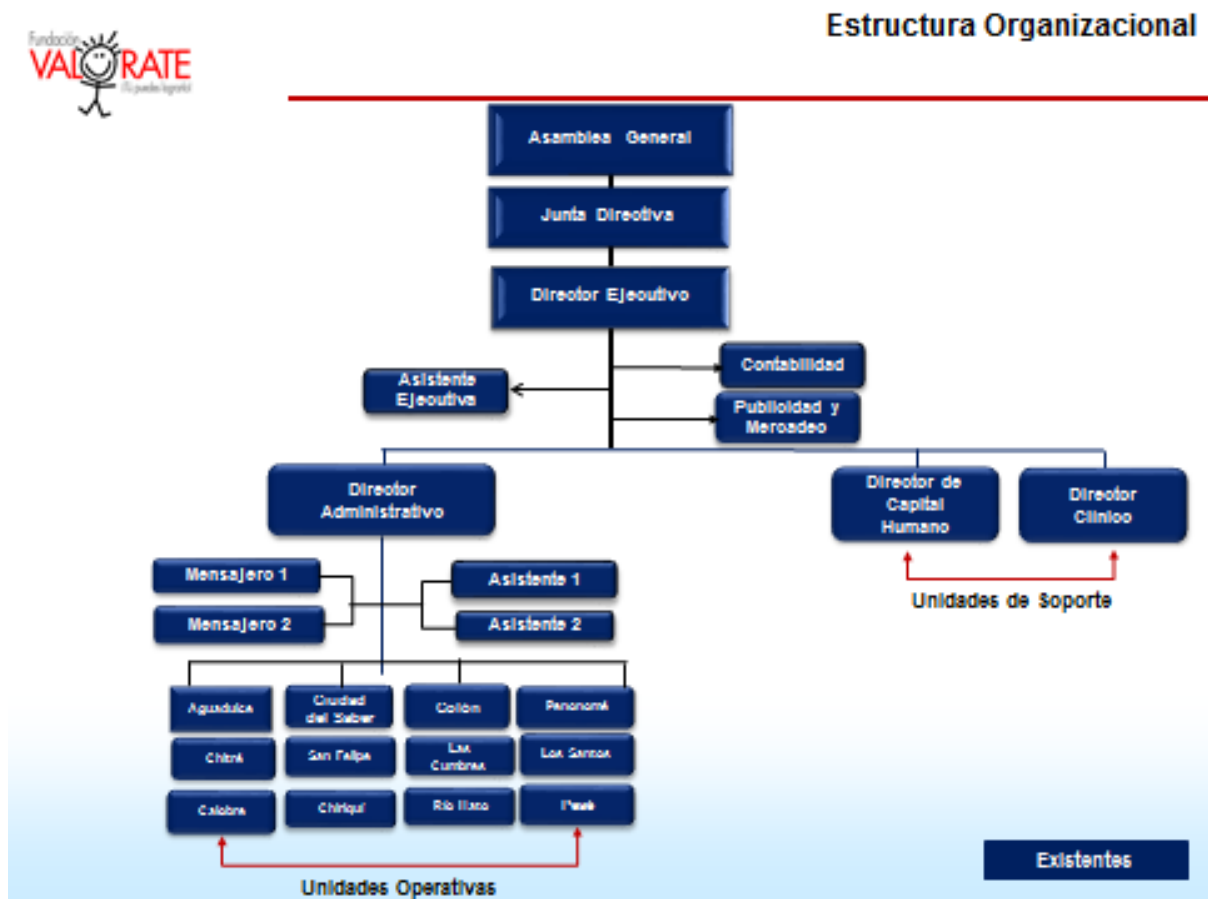 Estructura Organizacional
Fundación
VALORATE
¡Tú puedes lograrlo!
Asamblea General
Junta Directiva
Director Ejecutivo
Contabilidad
Asistente
Ejecutiva
Publicidad y
Mercadeo
Director
Administrativo
Director de
Capital
Humano
Director
Clínico
Mensajero 1
Asistente 1
Mensajero 2
Asistente 2
Unidades de Soporte
Aguadulce
Ciudad
del Saber
Colón
Penonomé
Chitré
San Felipe
Las
Cumbres
Los Santos
Calobre
Chiriquí
Río Hato
Pesé
Unidades Operativas
Existentes